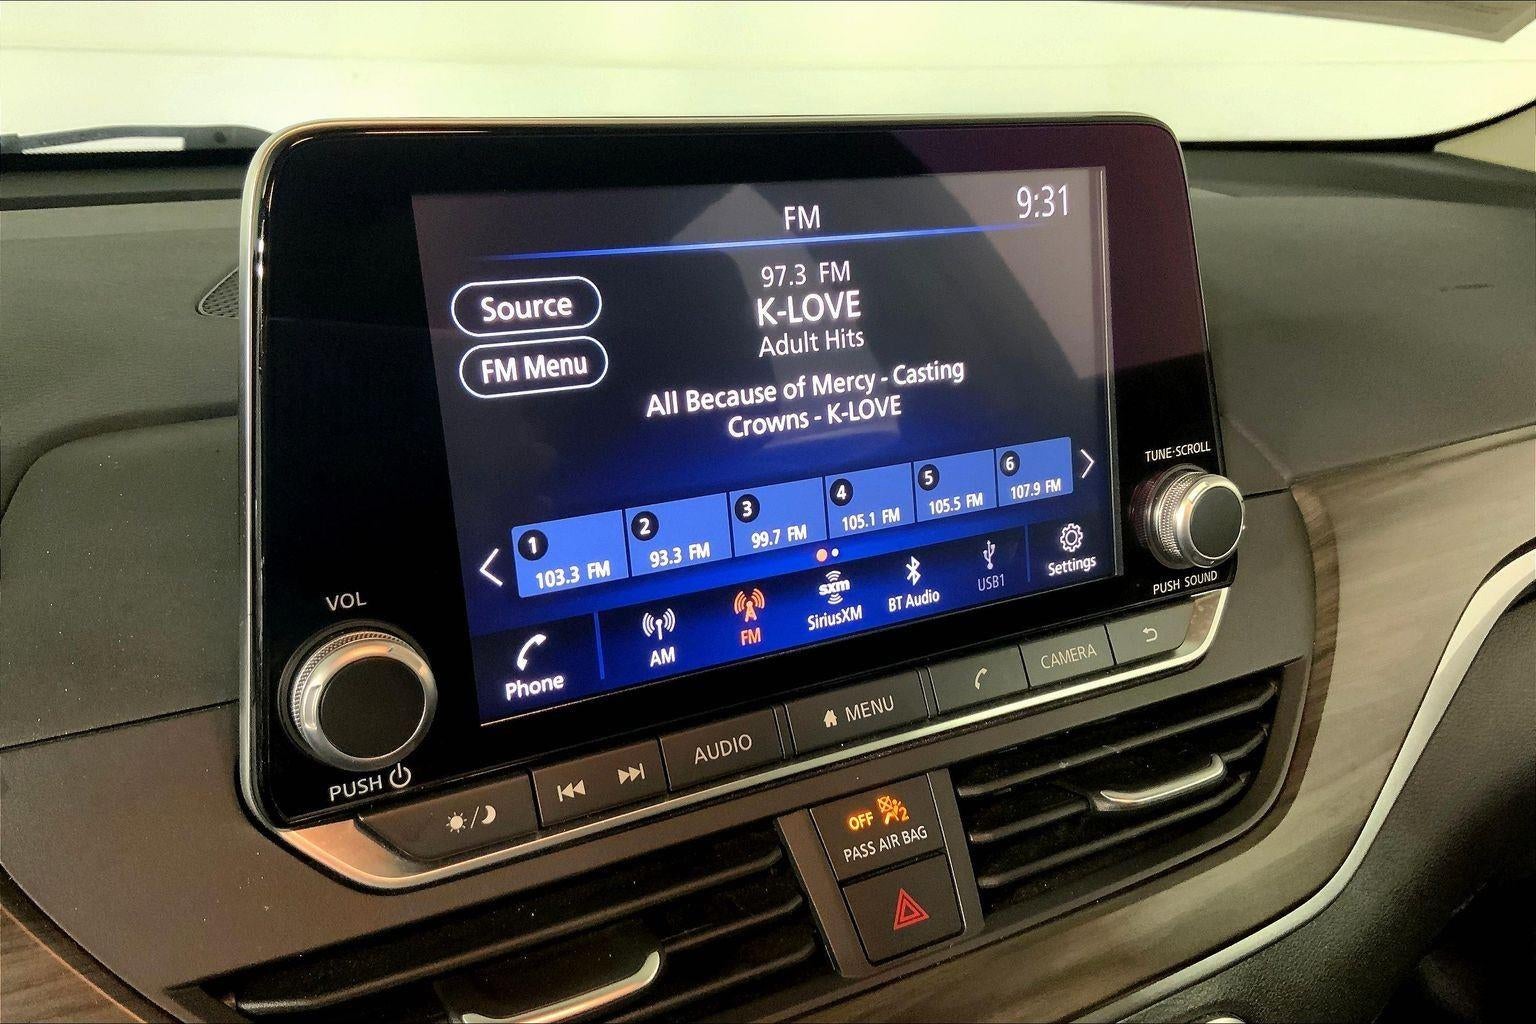 FM
9:31
Source
FM Menu
97.3 FM
K-LOVE
Adult Hits
All Because of Mercy - Casting
Crowns - K-LOVE
1
103.3 FM
2
93.3 FM
3
99.7 FM
4
105.1 FM
5
105.5 FM
6
107.9 FM
Phone
AM
FM
sxm
SiriusXM
BT Audio
USB1
Settings
VOL
PUSH
TUNE·SCROLL
PUSH SOUND
AUDIO
MENU
CAMERA
OFF 2
PASS AIR BAG